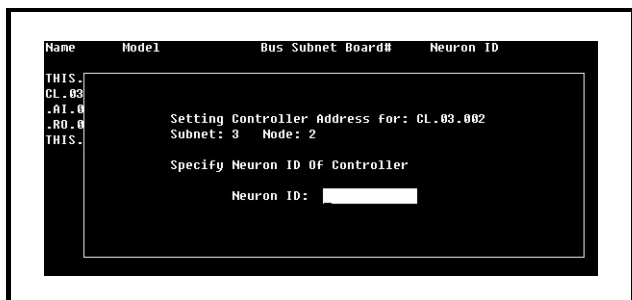 Name Model Bus Subnet Board# Neuron ID
THIS.
CL.03
.AI.0
.RO.0
THIS.
Setting Controller Address for: CL.03.002
Subnet: 3 Node: 2
Specify Neuron ID Of Controller
Neuron ID: _